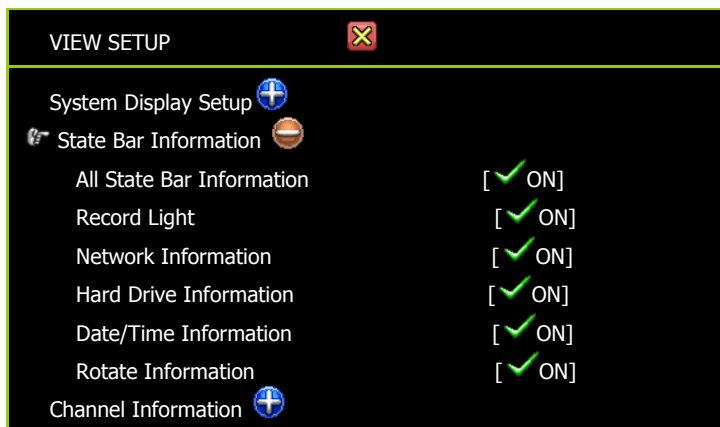 VIEW SETUP
System Display Setup
State Bar Information
All State Bar Information [ ON]
Record Light [ ON]
Network Information [ ON]
Hard Drive Information [ ON]
Date/Time Information [ ON]
Rotate Information [ ON]
Channel Information